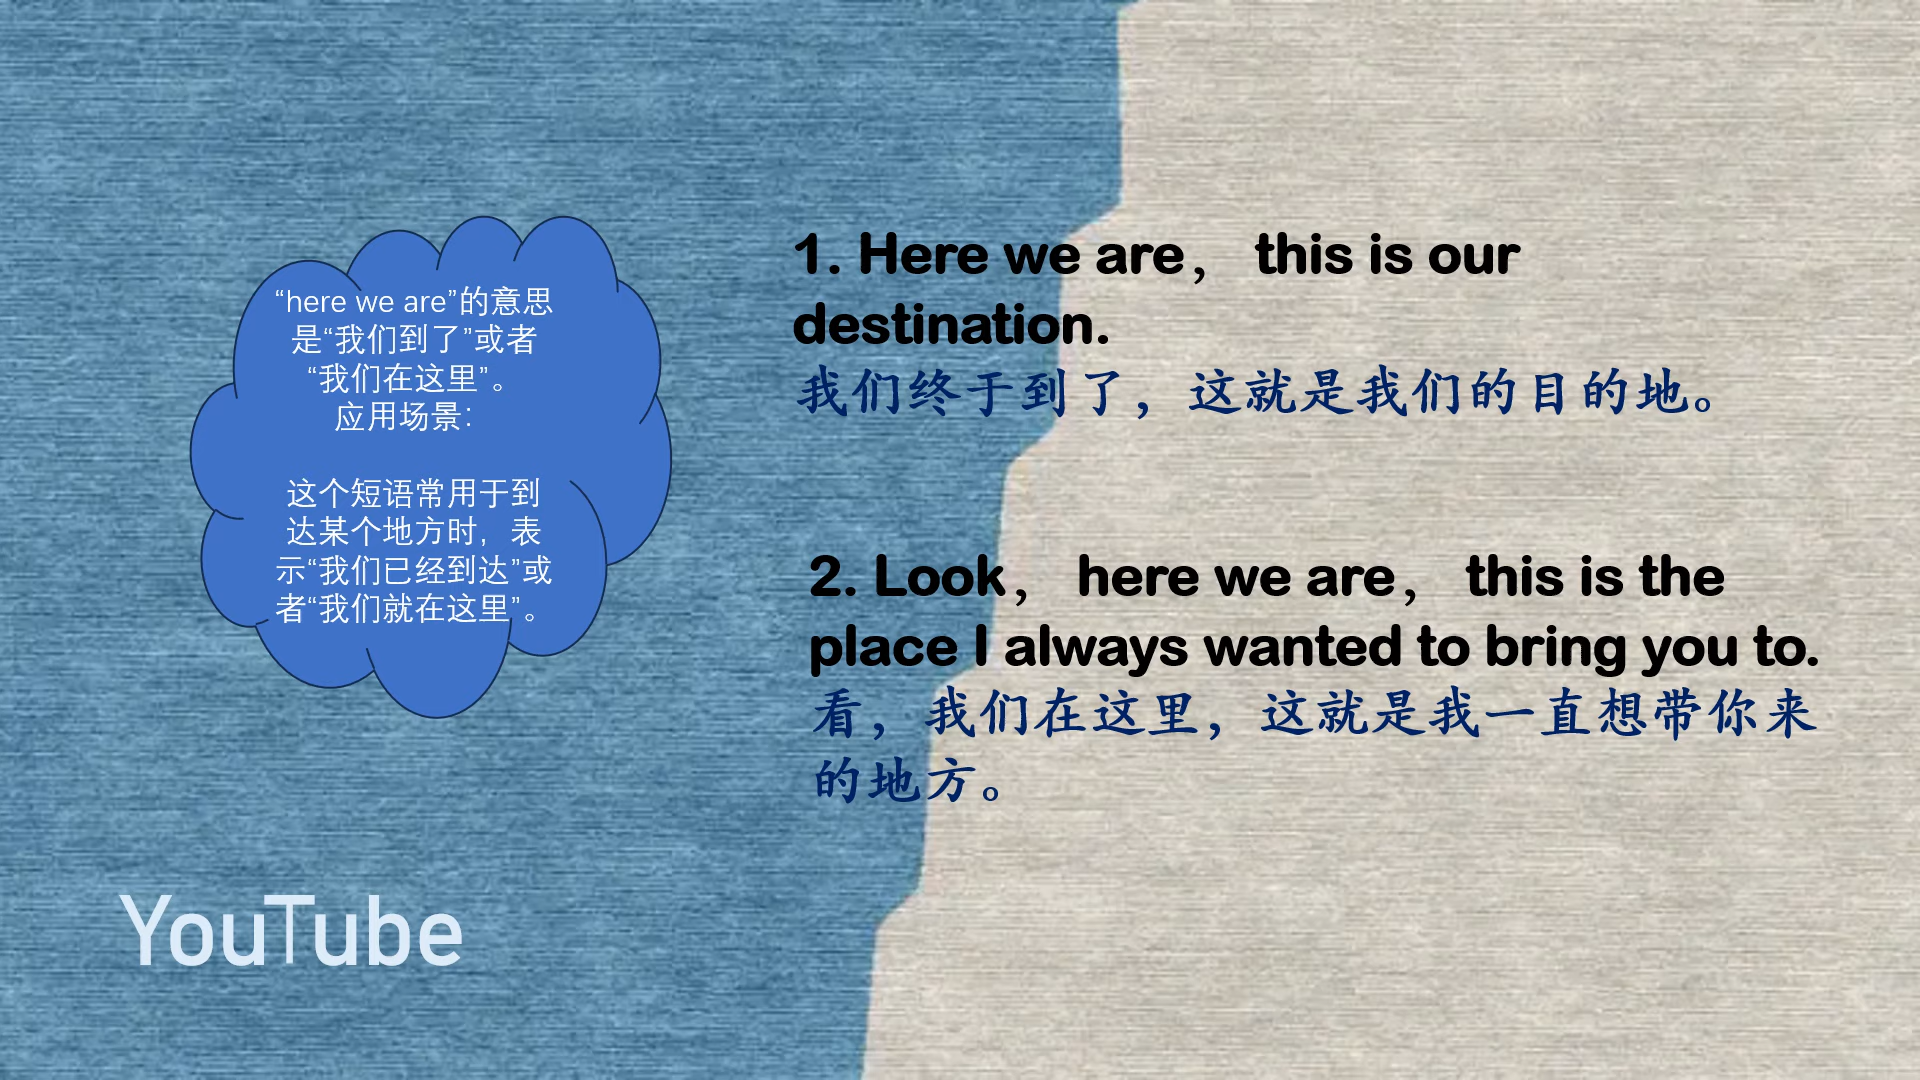 “here we are”的意思
是“我们到了”或者
“我们在这里”。
应用场景：
这个短语常用于到
达某个地方时，表
示“我们已经到达”或
者“我们就在这里”。
1. Here we are， this is our
destination.
我们终于到了，这就是我们的目的地。
2. Look， here we are， this is the
place I always wanted to bring you to.
看，我们在这里，这就是我一直想带你来
的地方。
YouTube